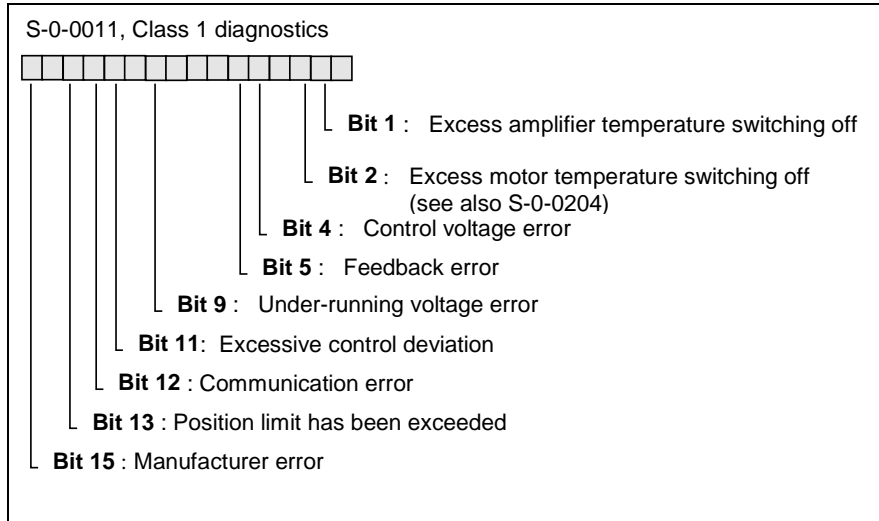 S-0-0011, Class 1 diagnostics
Bit 1 : Excess amplifier temperature switching off
Bit 2 : Excess motor temperature switching off
(see also S-0-0204)
Bit 4 : Control voltage error
Bit 5 : Feedback error
Bit 9 : Under-running voltage error
Bit 11: Excessive control deviation
Bit 12 : Communication error
Bit 13 : Position limit has been exceeded
Bit 15 : Manufacturer error